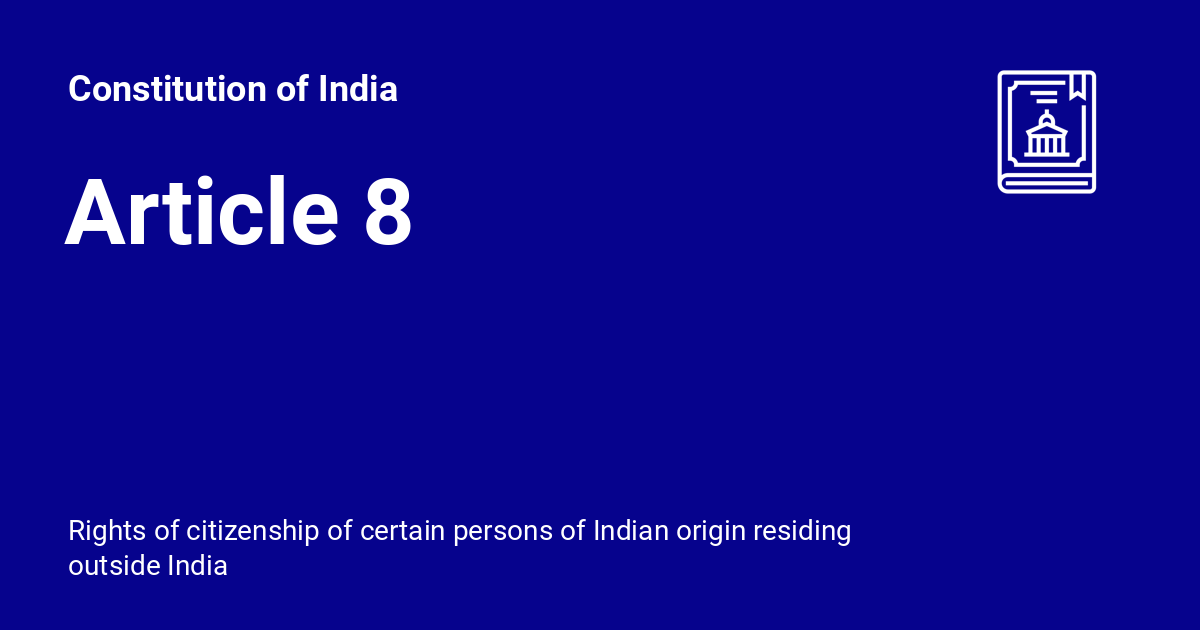 Constitution of India
Article 8
Rights of citizenship of certain persons of Indian origin residing
outside India